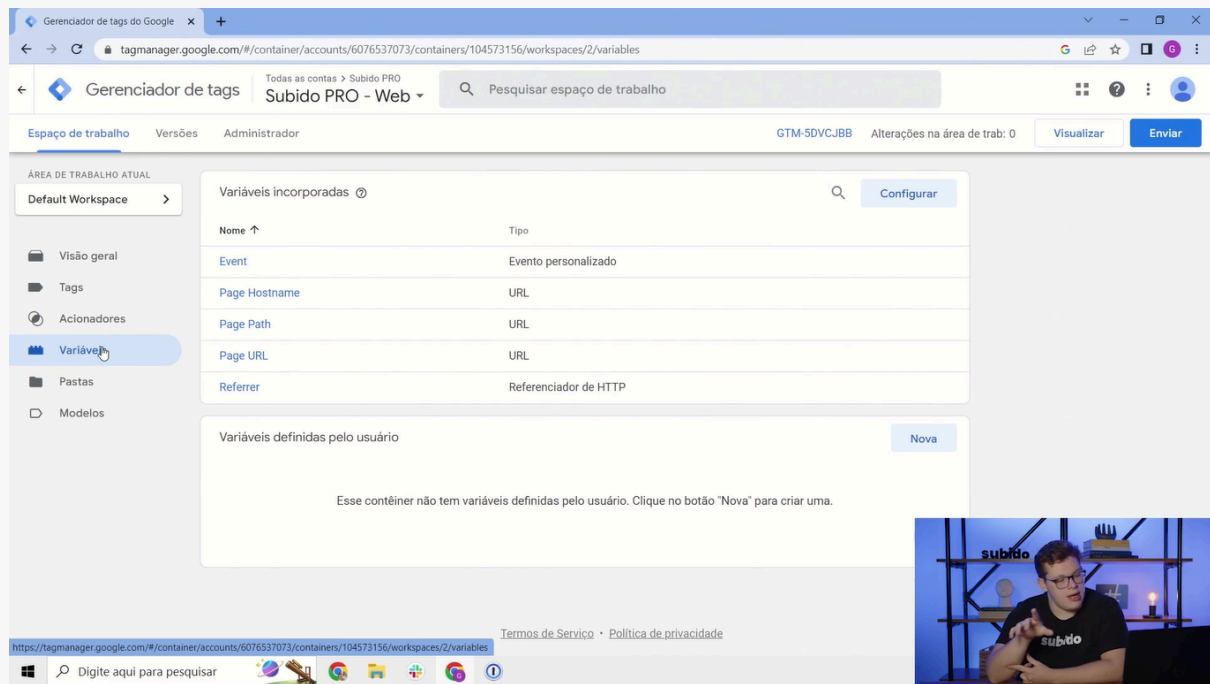 Gerenciador de tags do Google
tagmanager.google.com/#/container/accounts/6076537073/containers/104573156/workspaces/2/variables
G
Gerenciador de tags
Todas as contas > Subido PRO
Subido PRO - Web
Pesquisar espaço de trabalho
Espaço de trabalho
Versões
Administrador
GTM-5DVCJBB
Alterações na área de trab: 0
Visualizar
Enviar
ÁREA DE TRABALHO ATUAL
Default Workspace
Visão geral
Tags
Acionadores
Variáveis
Pastas
Modelos
Variáveis incorporadas
Configurar
Nome
Tipo
Event
Evento personalizado
Page Hostname
URL
Page Path
URL
Page URL
URL
Referrer
Referenciador de HTTP
Variáveis definidas pelo usuário
Nova
Esse contêiner não tem variáveis definidas pelo usuário. Clique no botão "Nova" para criar uma.
Termos de Serviço • Política de privacidade
https://tagmanager.google.com/#/container/accounts/6076537073/containers/104573156/workspaces/2/variables
Digite aqui para pesquisar
subido
subido